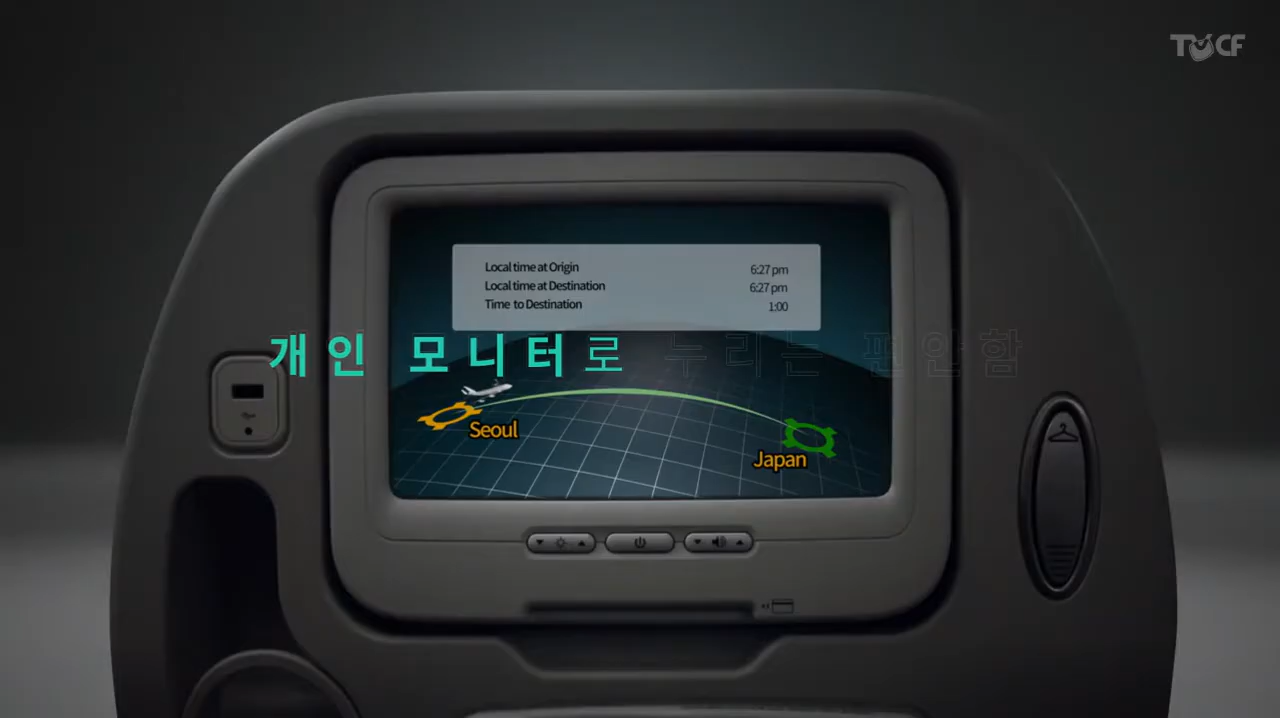 TVCF
Local time at Origin 6:27 pm
Local time at Destination 6:27 pm
Time to Destination 1:00
개인 모니터로 누리는 편안함
Seoul
Japan